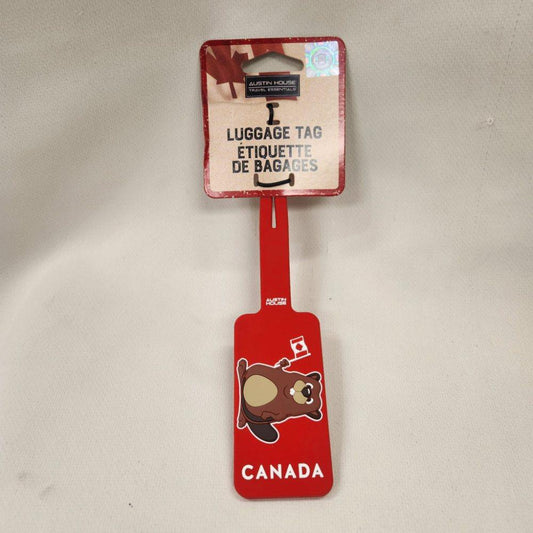 AUSTIN HOUSE
TRAVEL ESSENTIALS
LUGGAGE TAG
ÉTIQUETTE
DE BAGAGES
AUSTIN
HOUSE
CANADA